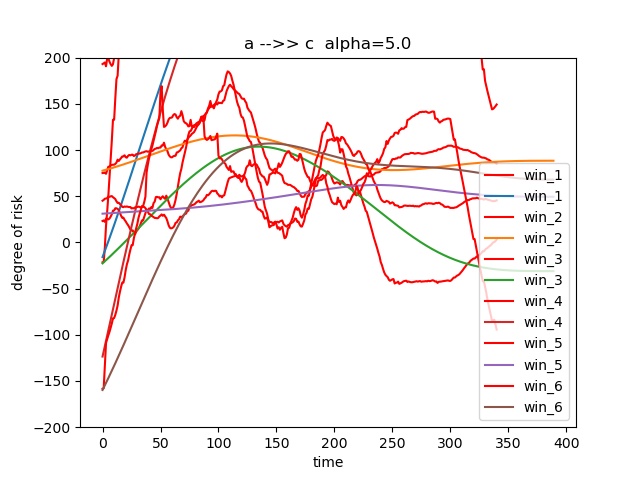 a -->> c  alpha=5.0
degree of risk
200
150
100
50
0
−50
−100
−150
−200
win_1
win_1
win_2
win_2
win_3
win_3
win_4
win_4
win_5
win_5
win_6
win_6
0 50 100 150 200 250 300 350 400
time